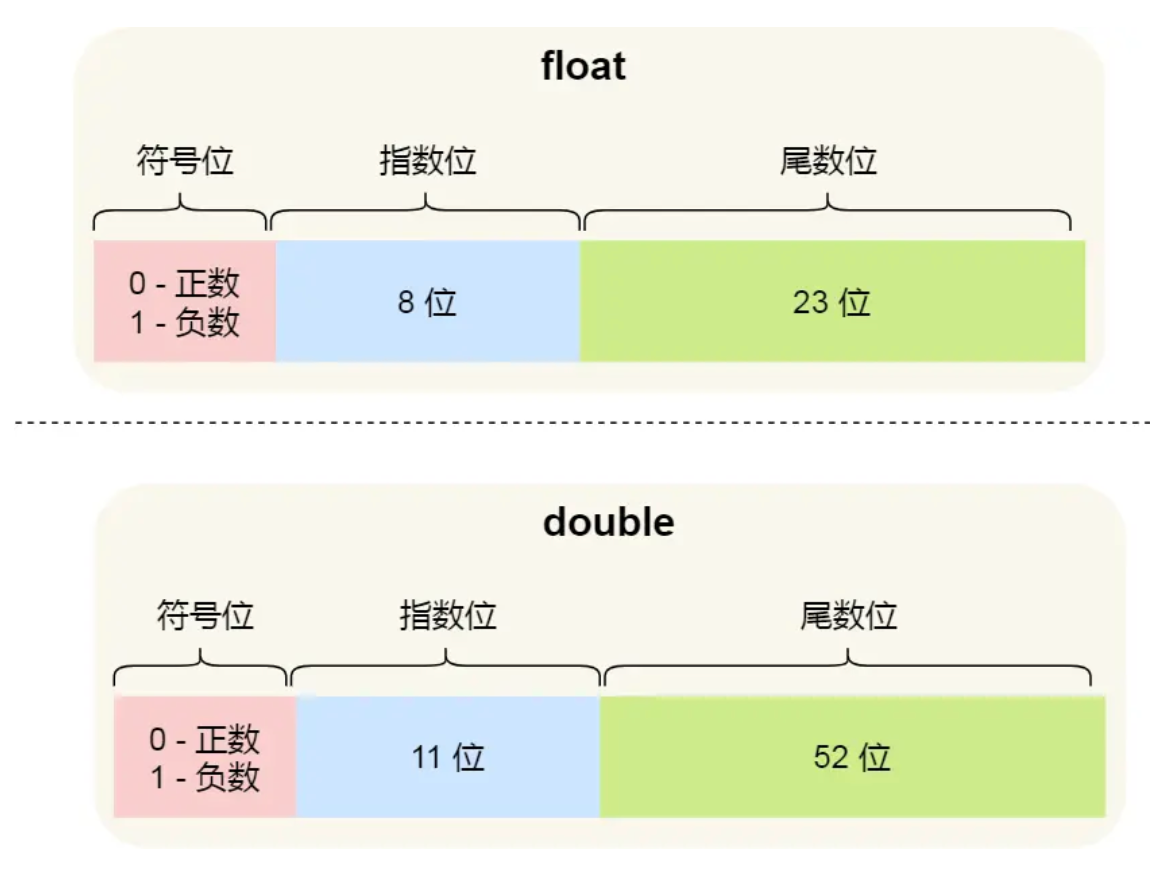 float
符号位 指数位 尾数位
0 - 正数
1 - 负数
8 位
23 位
double
符号位 指数位 尾数位
0 - 正数
1 - 负数
11 位
52 位